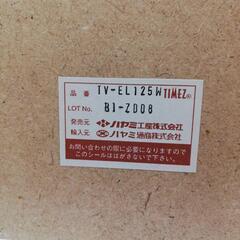 品番 TV-EL125W TIMEZ®
LOT No. B1-ZD08
発売元 ハヤミ工産株式会社
輸入元 ハヤミ通商株式会社
お問い合わせの際に必要になりますので
このシールははがさないで下さい。